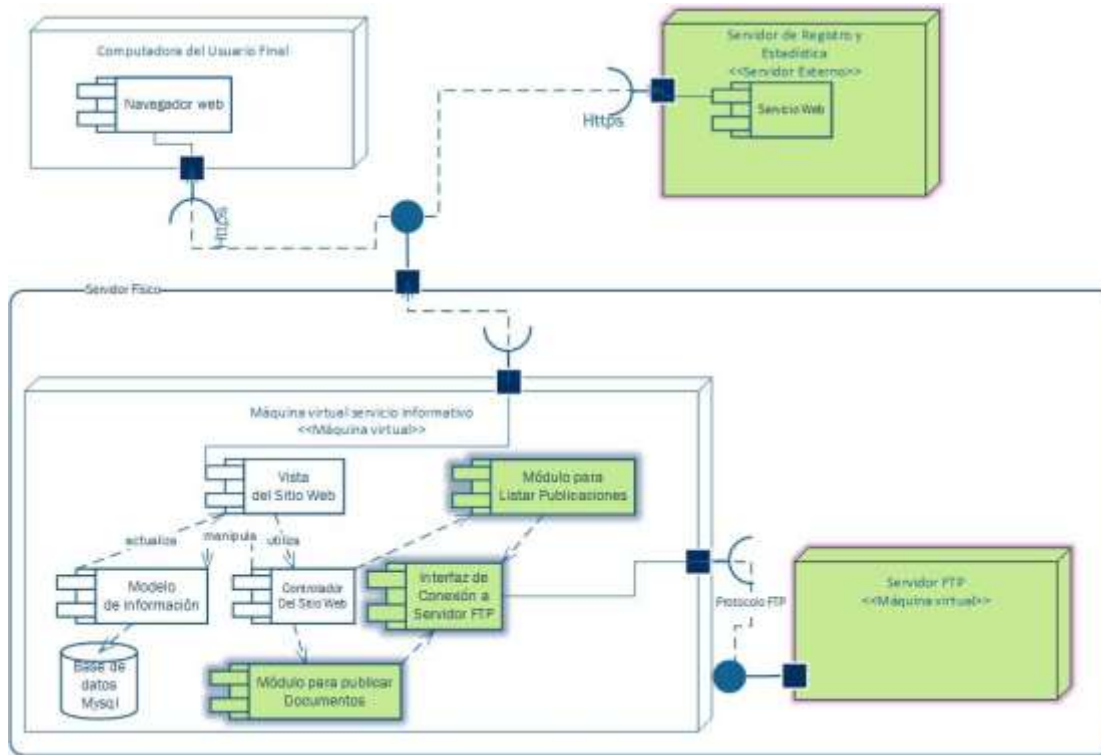 Computadora del Usuario Final
Navegador web
Https
Servidor de Registro y
Estadística
<<Servidor Externo>>
Servicio Web
Https
Servidor Físico
Máquina virtual servicio informativo
<<Máquina virtual>>
Vista
del Sitio Web
Módulo para
Listar Publicaciones
actualiza
manipula
utiliza
Modelo
de información
Controlador
Del Sitio Web
Interfaz de
Conexión a
Servidor FTP
Base de
datos
Mysql
Módulo para publicar
Documentos
Protocolo FTP
Servidor FTP
<<Máquina virtual>>